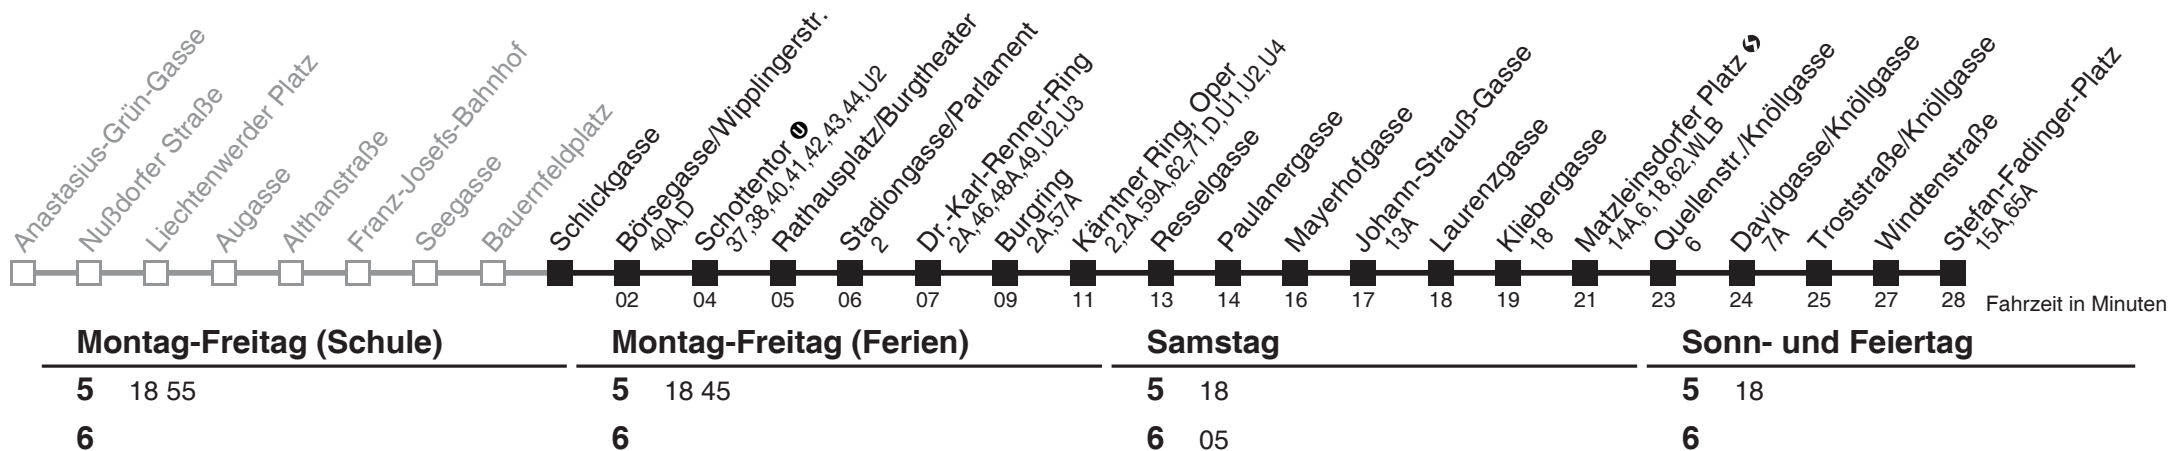 Anastasius-Grün-Gasse
Nußdorfer Straße
Liechtenwerder Platz
Augasse
Althanstraße
Franz-Josefs-Bahnhof
Seegasse
Bauernfeldplatz
Schlickgasse
Börsegasse/Wipplingerstr.
40A,D
Schottentor U
37,38,40,41,42,43,44,U2
Rathausplatz/Burgtheater
Stadiongasse/Parlament
2
Dr.-Karl-Renner-Ring
2A,46,48A,49,U2,U3
Burgring
2A,57A
Kärntner Ring, Oper
2,2A,59A,62,71,D,U1,U2,U4
Resselgasse
Paulanergasse
Mayerhofgasse
Johann-Strauß-Gasse
13A
Laurenzgasse
Kliebergasse
18
Matzleinsdorfer Platz
14A,6,18,62,WLB
Quellenstr./Knöllgasse
6
Davidgasse/Knöllgasse
7A
Troststraße/Knöllgasse
Windtenstraße
Stefan-Fadinger-Platz
15A,65A
02 04 05 06 07 09 11 13 14 16 17 18 19 21 23 24 25 27 28 Fahrzeit in Minuten
Montag-Freitag (Schule) Montag-Freitag (Ferien) Samstag Sonn- und Feiertag
5 18 55 5 18 45 5 18 5 18
6 6 6 05 6